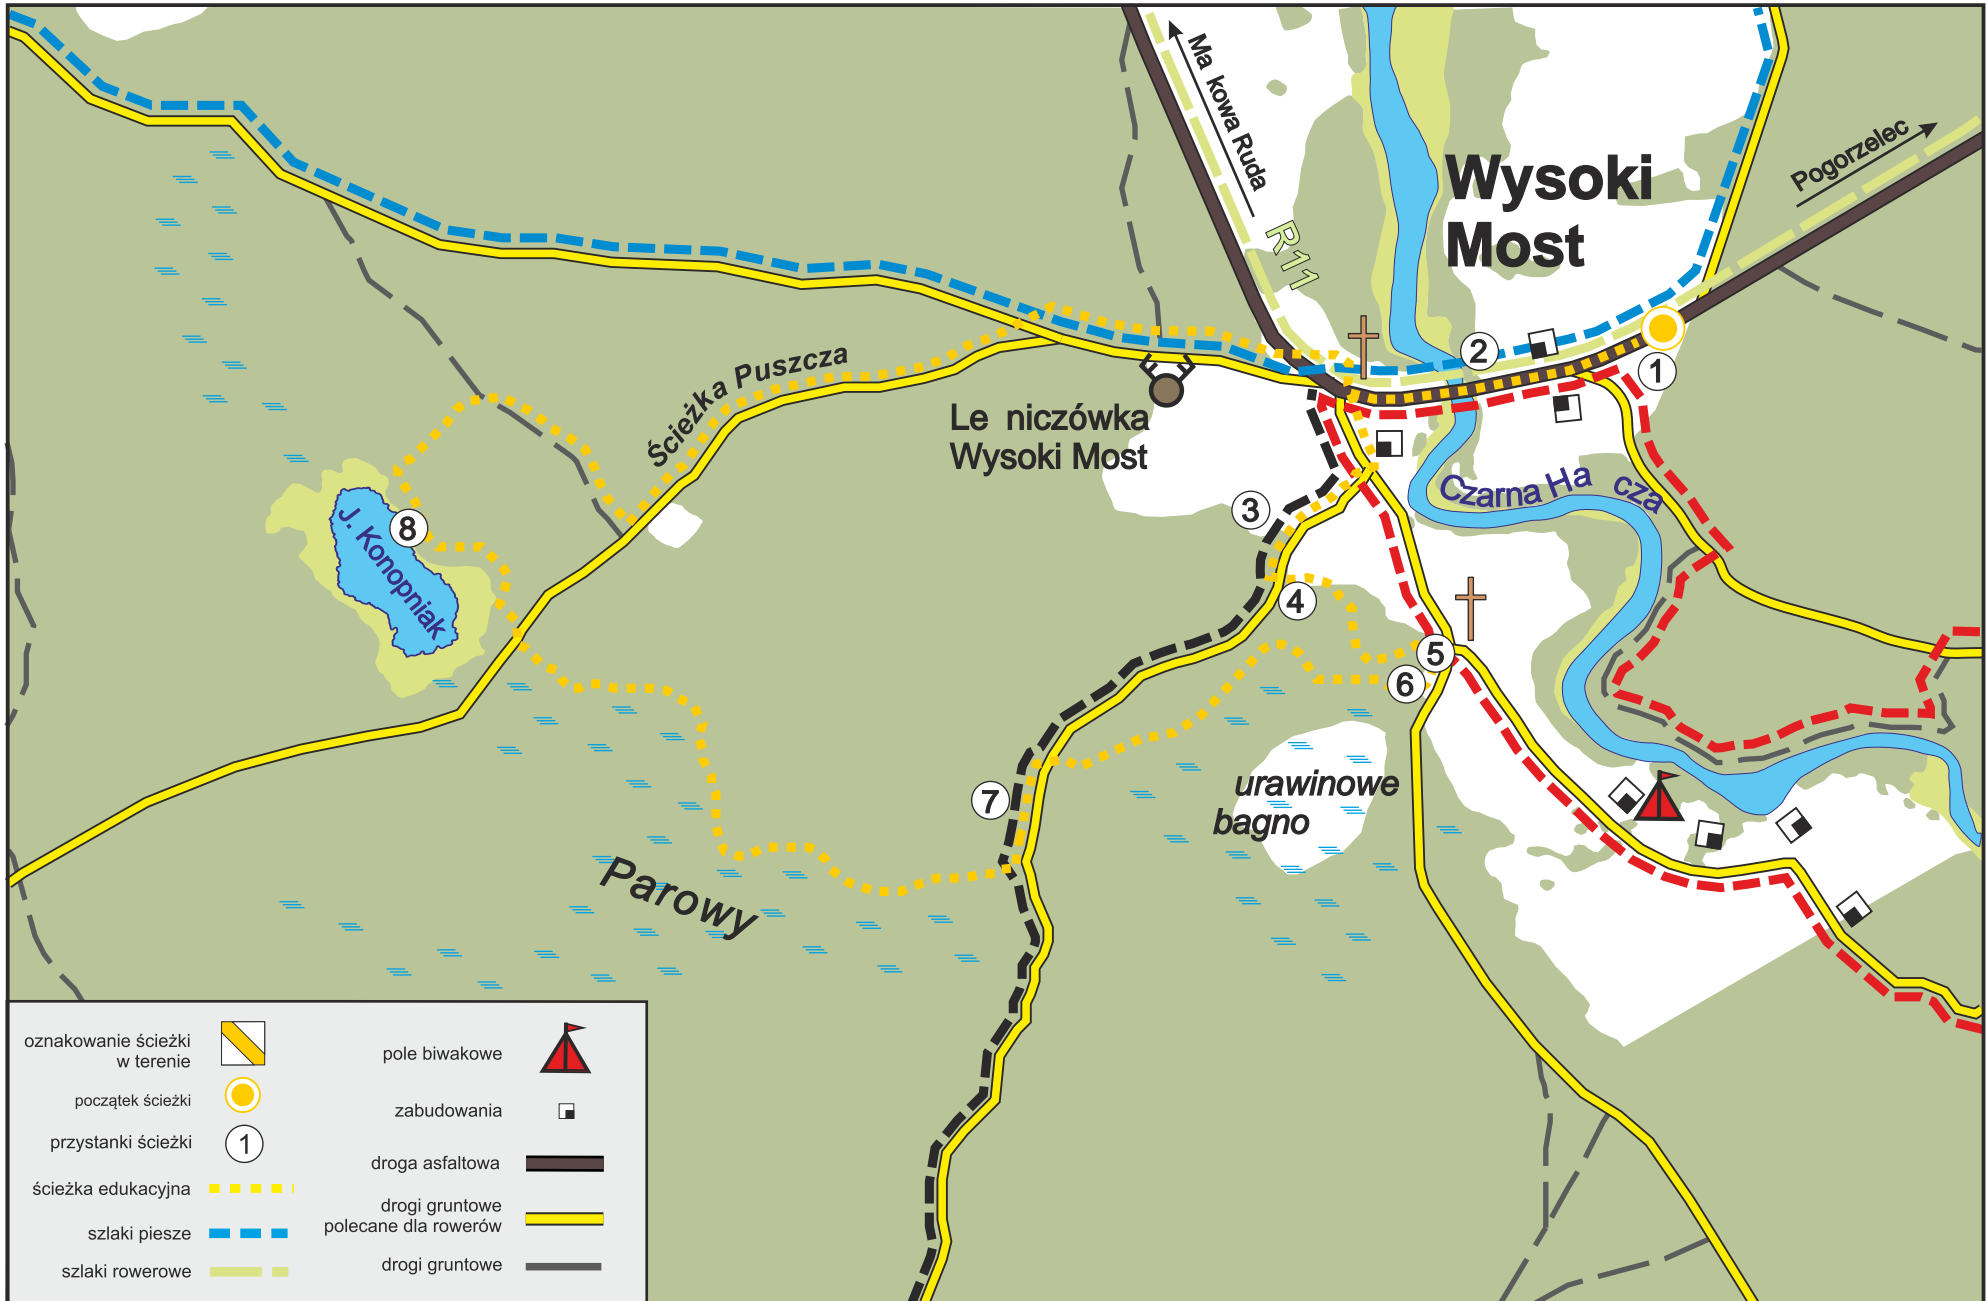 Ma kowa Ruda
R11
Wysoki
Most
Pogorzelec
Ścieżka Puszcza
Le niczówka
Wysoki Most
2
1
Czarna Ha cza
3
8
J. Konopniak
4
5
6
7
urawinowe
bagno
Parowy
oznakowanie ścieżki
w terenie
początek ścieżki
przystanki ścieżki
1
ścieżka edukacyjna
szlaki piesze
szlaki rowerowe
pole biwakowe
zabudowania
droga asfaltowa
drogi gruntowe
polecane dla rowerów
drogi gruntowe